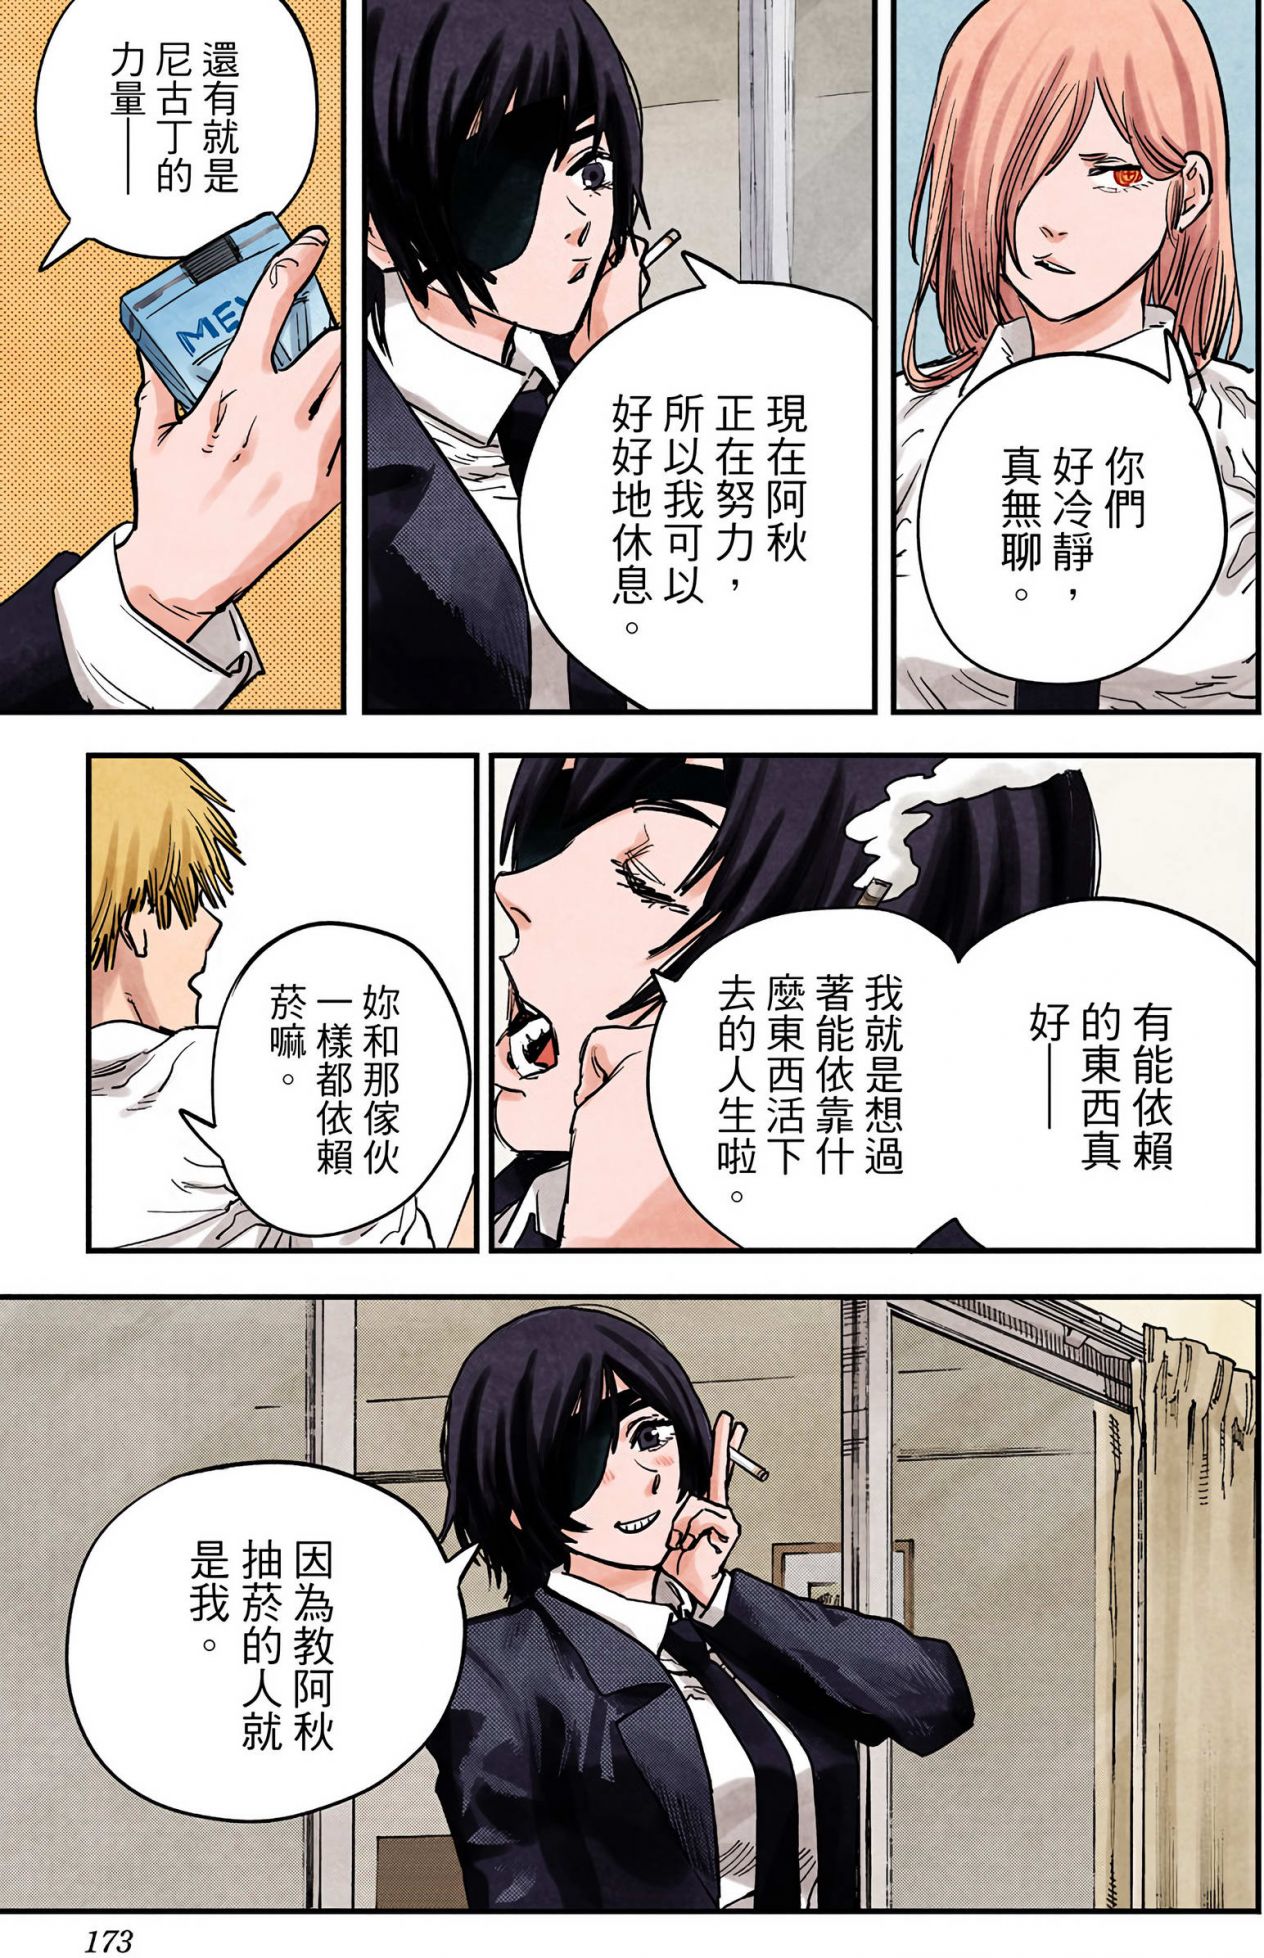 你們
好冷靜，
真無聊。
現在阿秋
正在努力，
所以我可以
好好地休息。
還有就是
尼古丁的
力量——
MEV
有能依賴
的東西真
好——
我就是想過
著能依靠什
麼東西活下
去的人生啦。
妳和那傢伙
一樣都依賴
菸嘛。
因為教阿秋
抽菸的人就
是我。
173